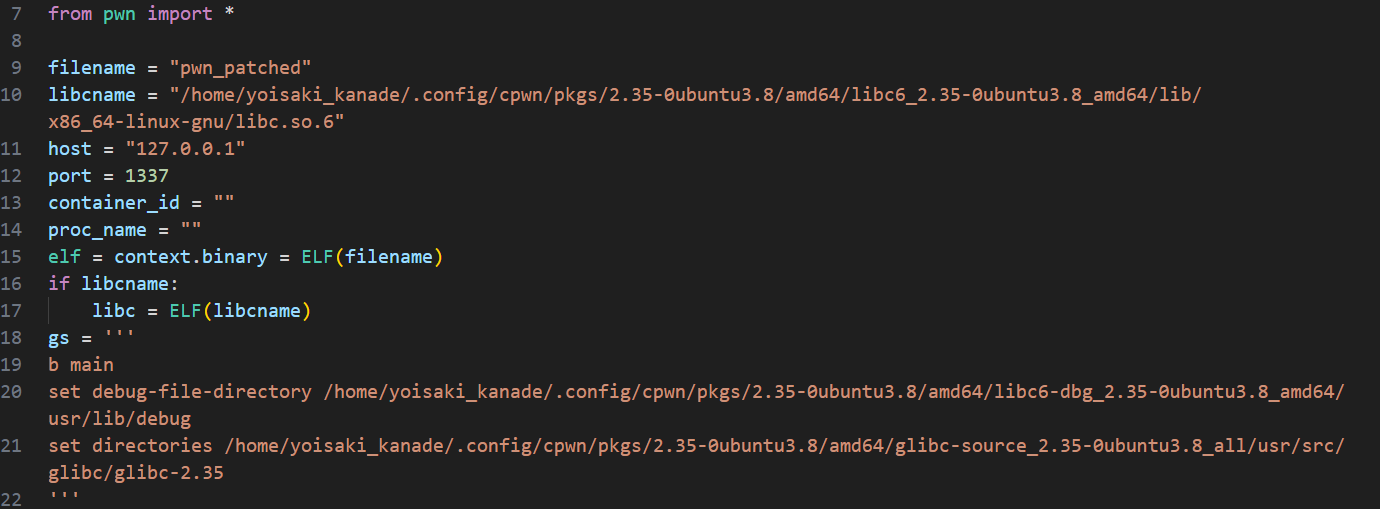 7 from pwn import *
8
9 filename = "pwn_patched"
10 libcname = "/home/yoisaki_kanade/.config/cpwn/pkgs/2.35-0ubuntu3.8/amd64/libc6_2.35-0ubuntu3.8_amd64/lib/
x86_64-linux-gnu/libc.so.6"
11 host = "127.0.0.1"
12 port = 1337
13 container_id = ""
14 proc_name = ""
15 elf = context.binary = ELF(filename)
16 if libcname:
17     libc = ELF(libcname)
18 gs = '''
19 b main
20 set debug-file-directory /home/yoisaki_kanade/.config/cpwn/pkgs/2.35-0ubuntu3.8/amd64/libc6-dbg_2.35-0ubuntu3.8_amd64/
usr/lib/debug
21 set directories /home/yoisaki_kanade/.config/cpwn/pkgs/2.35-0ubuntu3.8/amd64/glibc-source_2.35-0ubuntu3.8_all/usr/src/
glibc/glibc-2.35
22 '''